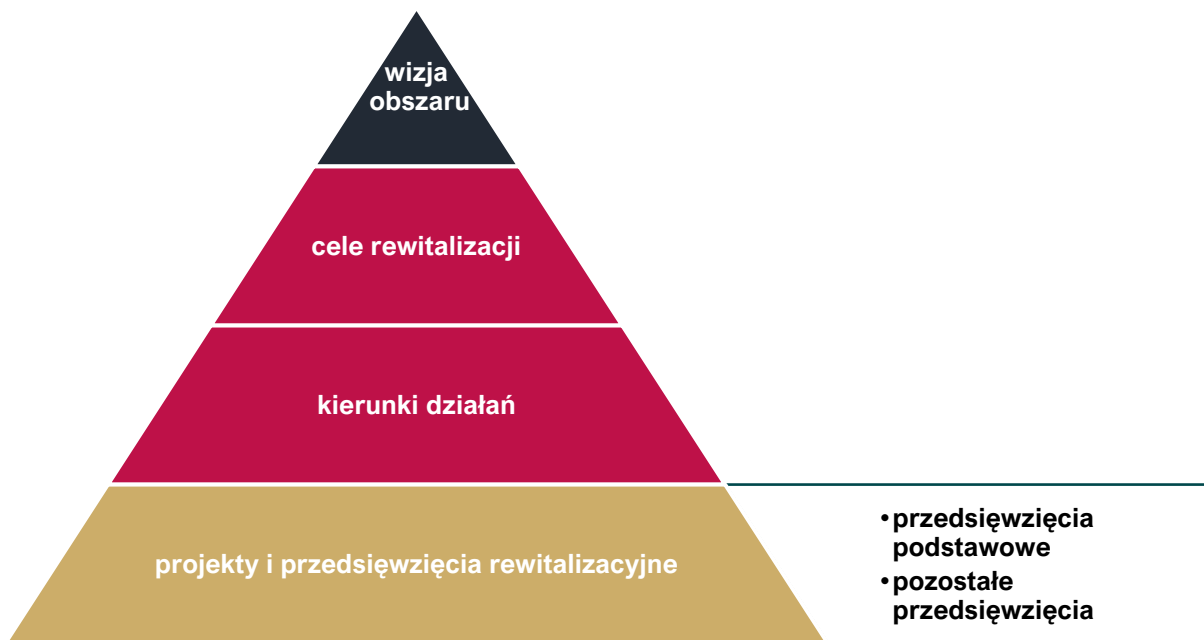 wizja
obszaru
cele rewitalizacji
kierunki działań
projekty i przedsięwzięcia rewitalizacyjne
•przedsięwzięcia
podstawowe
•pozostałe
przedsięwzięcia